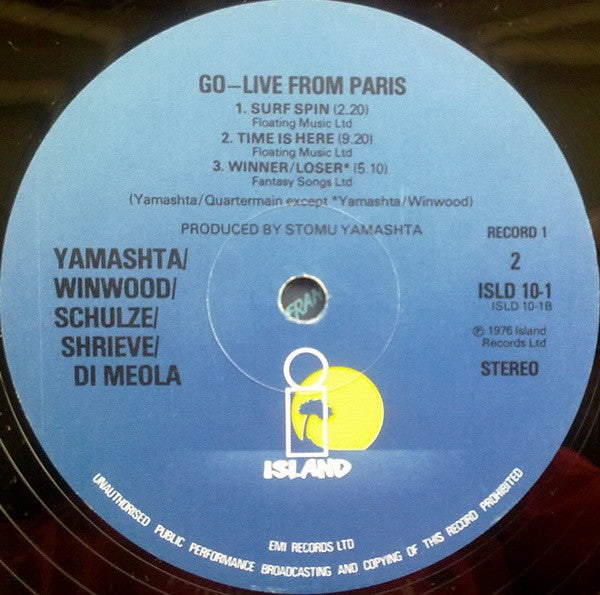 GO–LIVE FROM PARIS
1. SURF SPIN (2.20)
Floating Music Ltd
2. TIME IS HERE (9.20)
Floating Music Ltd
3. WINNER/LOSER* (5.10)
Fantasy Songs Ltd
(Yamashta/Quartermain except *Yamashta/Winwood)
PRODUCED BY STOMU YAMASHTA
YAMASHTA/
WINWOOD/
SCHULZE/
SHRIEVE/
DI MEOLA
RECORD 1
2
ISLD 10-1
ISLD 10-1B
℗ 1976 Island
Records Ltd
STEREO
FRAN
ISLAND
EMI RECORDS LTD
UNAUTHORISED PUBLIC PERFORMANCE BROADCASTING AND COPYING OF THIS RECORD PROHIBITED